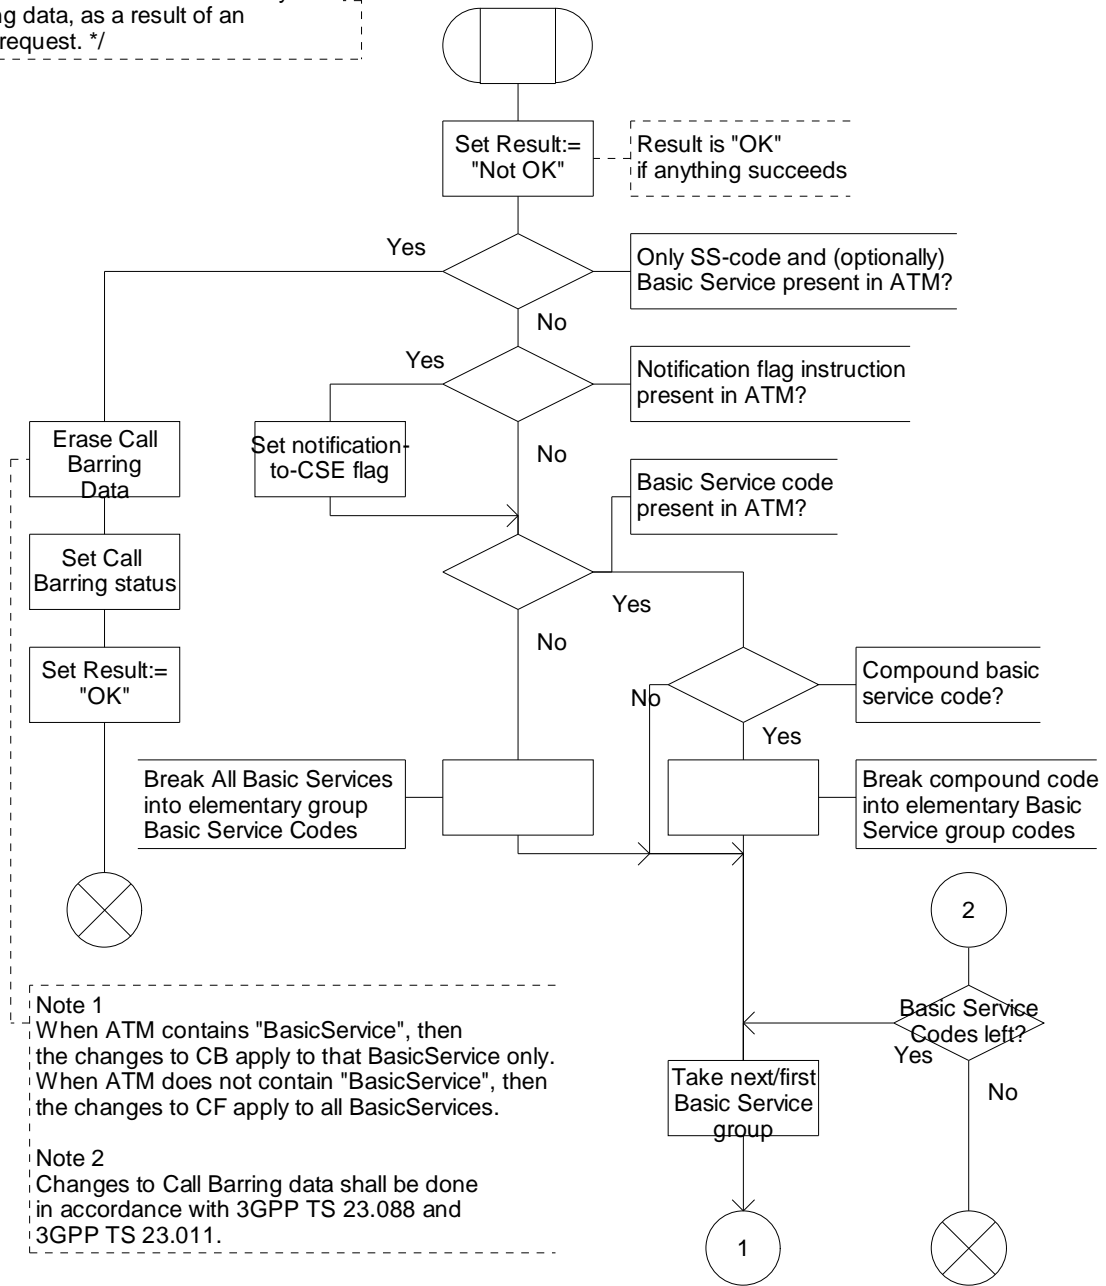 ng data, as a result of an
request. */
Set Result:=
"Not OK"
Result is "OK"
if anything succeeds
Yes
Only SS-code and (optionally)
Basic Service present in ATM?
No
Yes
Notification flag instruction
present in ATM?
Erase Call
Barring
Data
Set notification-
to-CSE flag
No
Basic Service code
present in ATM?
Set Call
Barring status
Yes
No
Set Result:=
"OK"
No
Compound basic
service code?
Yes
Break All Basic Services
into elementary group
Basic Service Codes
Break compound code
into elementary Basic
Service group codes
2
Basic Service
Codes left?
Yes
No
Note 1
When ATM contains "BasicService", then
the changes to CB apply to that BasicService only.
When ATM does not contain "BasicService", then
the changes to CF apply to all BasicServices.
Take next/first
Basic Service
group
Note 2
Changes to Call Barring data shall be done
in accordance with 3GPP TS 23.088 and
3GPP TS 23.011.
1